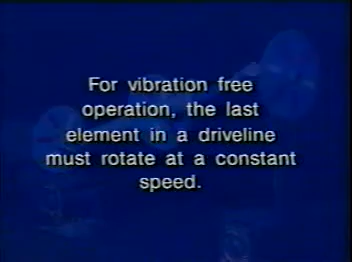 For vibration free
operation, the last
element in a driveline
must rotate at a constant
speed.